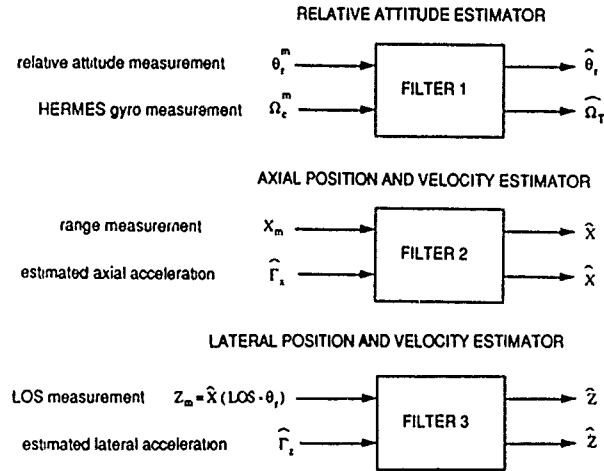 RELATIVE ATTITUDE ESTIMATOR
relative attitude measurement θ_r^m FILTER 1 θ̂_r
HERMES gyro measurement Ω_c^m Ω̂_T
AXIAL POSITION AND VELOCITY ESTIMATOR
range measurement X_m FILTER 2 X̂
estimated axial acceleration Γ̂_x X̂
LATERAL POSITION AND VELOCITY ESTIMATOR
LOS measurement Z_m = X̂ (LOS - θ_r) FILTER 3 Ẑ
estimated lateral acceleration Γ̂_z Ẑ